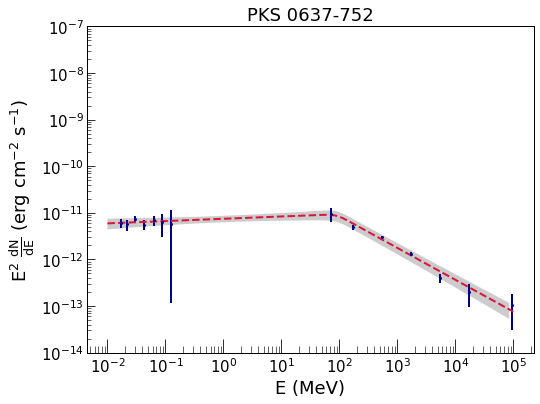 PKS 0637-752
E² dN/dE (erg cm⁻² s⁻¹)
10⁻⁷
10⁻⁸
10⁻⁹
10⁻¹⁰
10⁻¹¹
10⁻¹²
10⁻¹³
10⁻¹⁴
10⁻² 10⁻¹ 10⁰ 10¹ 10² 10³ 10⁴ 10⁵
E (MeV)